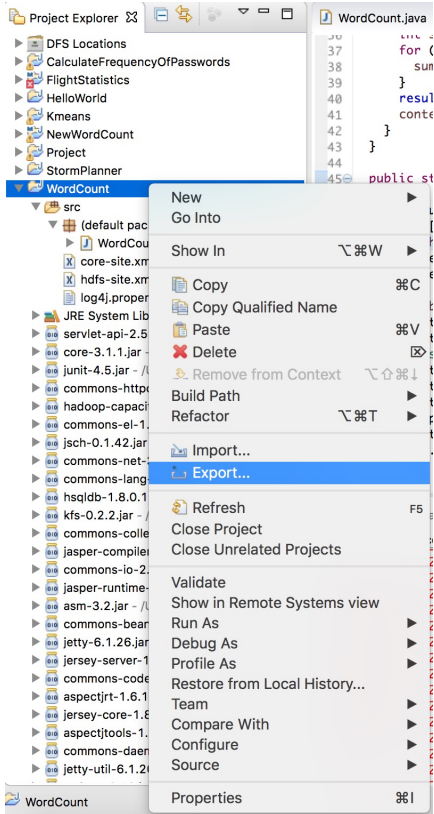 Project Explorer
WordCount.java
DFS Locations
CalculateFrequencyOfPasswords
FlightStatistics
HelloWorld
Kmeans
NewWordCount
Project
StormPlanner
WordCount
src
(default pac
WordCou
core-site.xm
hdfs-site.xm
log4j.proper
JRE System Lib
servlet-api-2.5
core-3.1.1.jar -
junit-4.5.jar - /U
commons-httpc
hadoop-capacit
commons-el-1.
jsch-0.1.42.jar
commons-net-
commons-lang-
hsqldb-1.8.0.1
kfs-0.2.2.jar - /
commons-colle
jasper-compiler
commons-io-2.
jasper-runtime-
asm-3.2.jar - /U
commons-bean
jetty-6.1.26.jar
jersey-server-1
commons-code
aspectjrt-1.6.1
jersey-core-1.8
aspectjtools-1.
commons-daem
jetty-util-6.1.26
WordCount
36
37 for (
38 sum
39 }
40 resul
41 conte
42 }
43 }
44
45 public st
New
Go Into
Show In ⌥⌘W
Copy ⌘C
Copy Qualified Name
Paste ⌘V
Delete ⌦
Remove from Context ⌥⇧⌘↓
Build Path
Refactor ⌥⌘T
Import...
Export...
Refresh F5
Close Project
Close Unrelated Projects
Validate
Show in Remote Systems view
Run As
Debug As
Profile As
Restore from Local History...
Team
Compare With
Configure
Source
Properties ⌘I